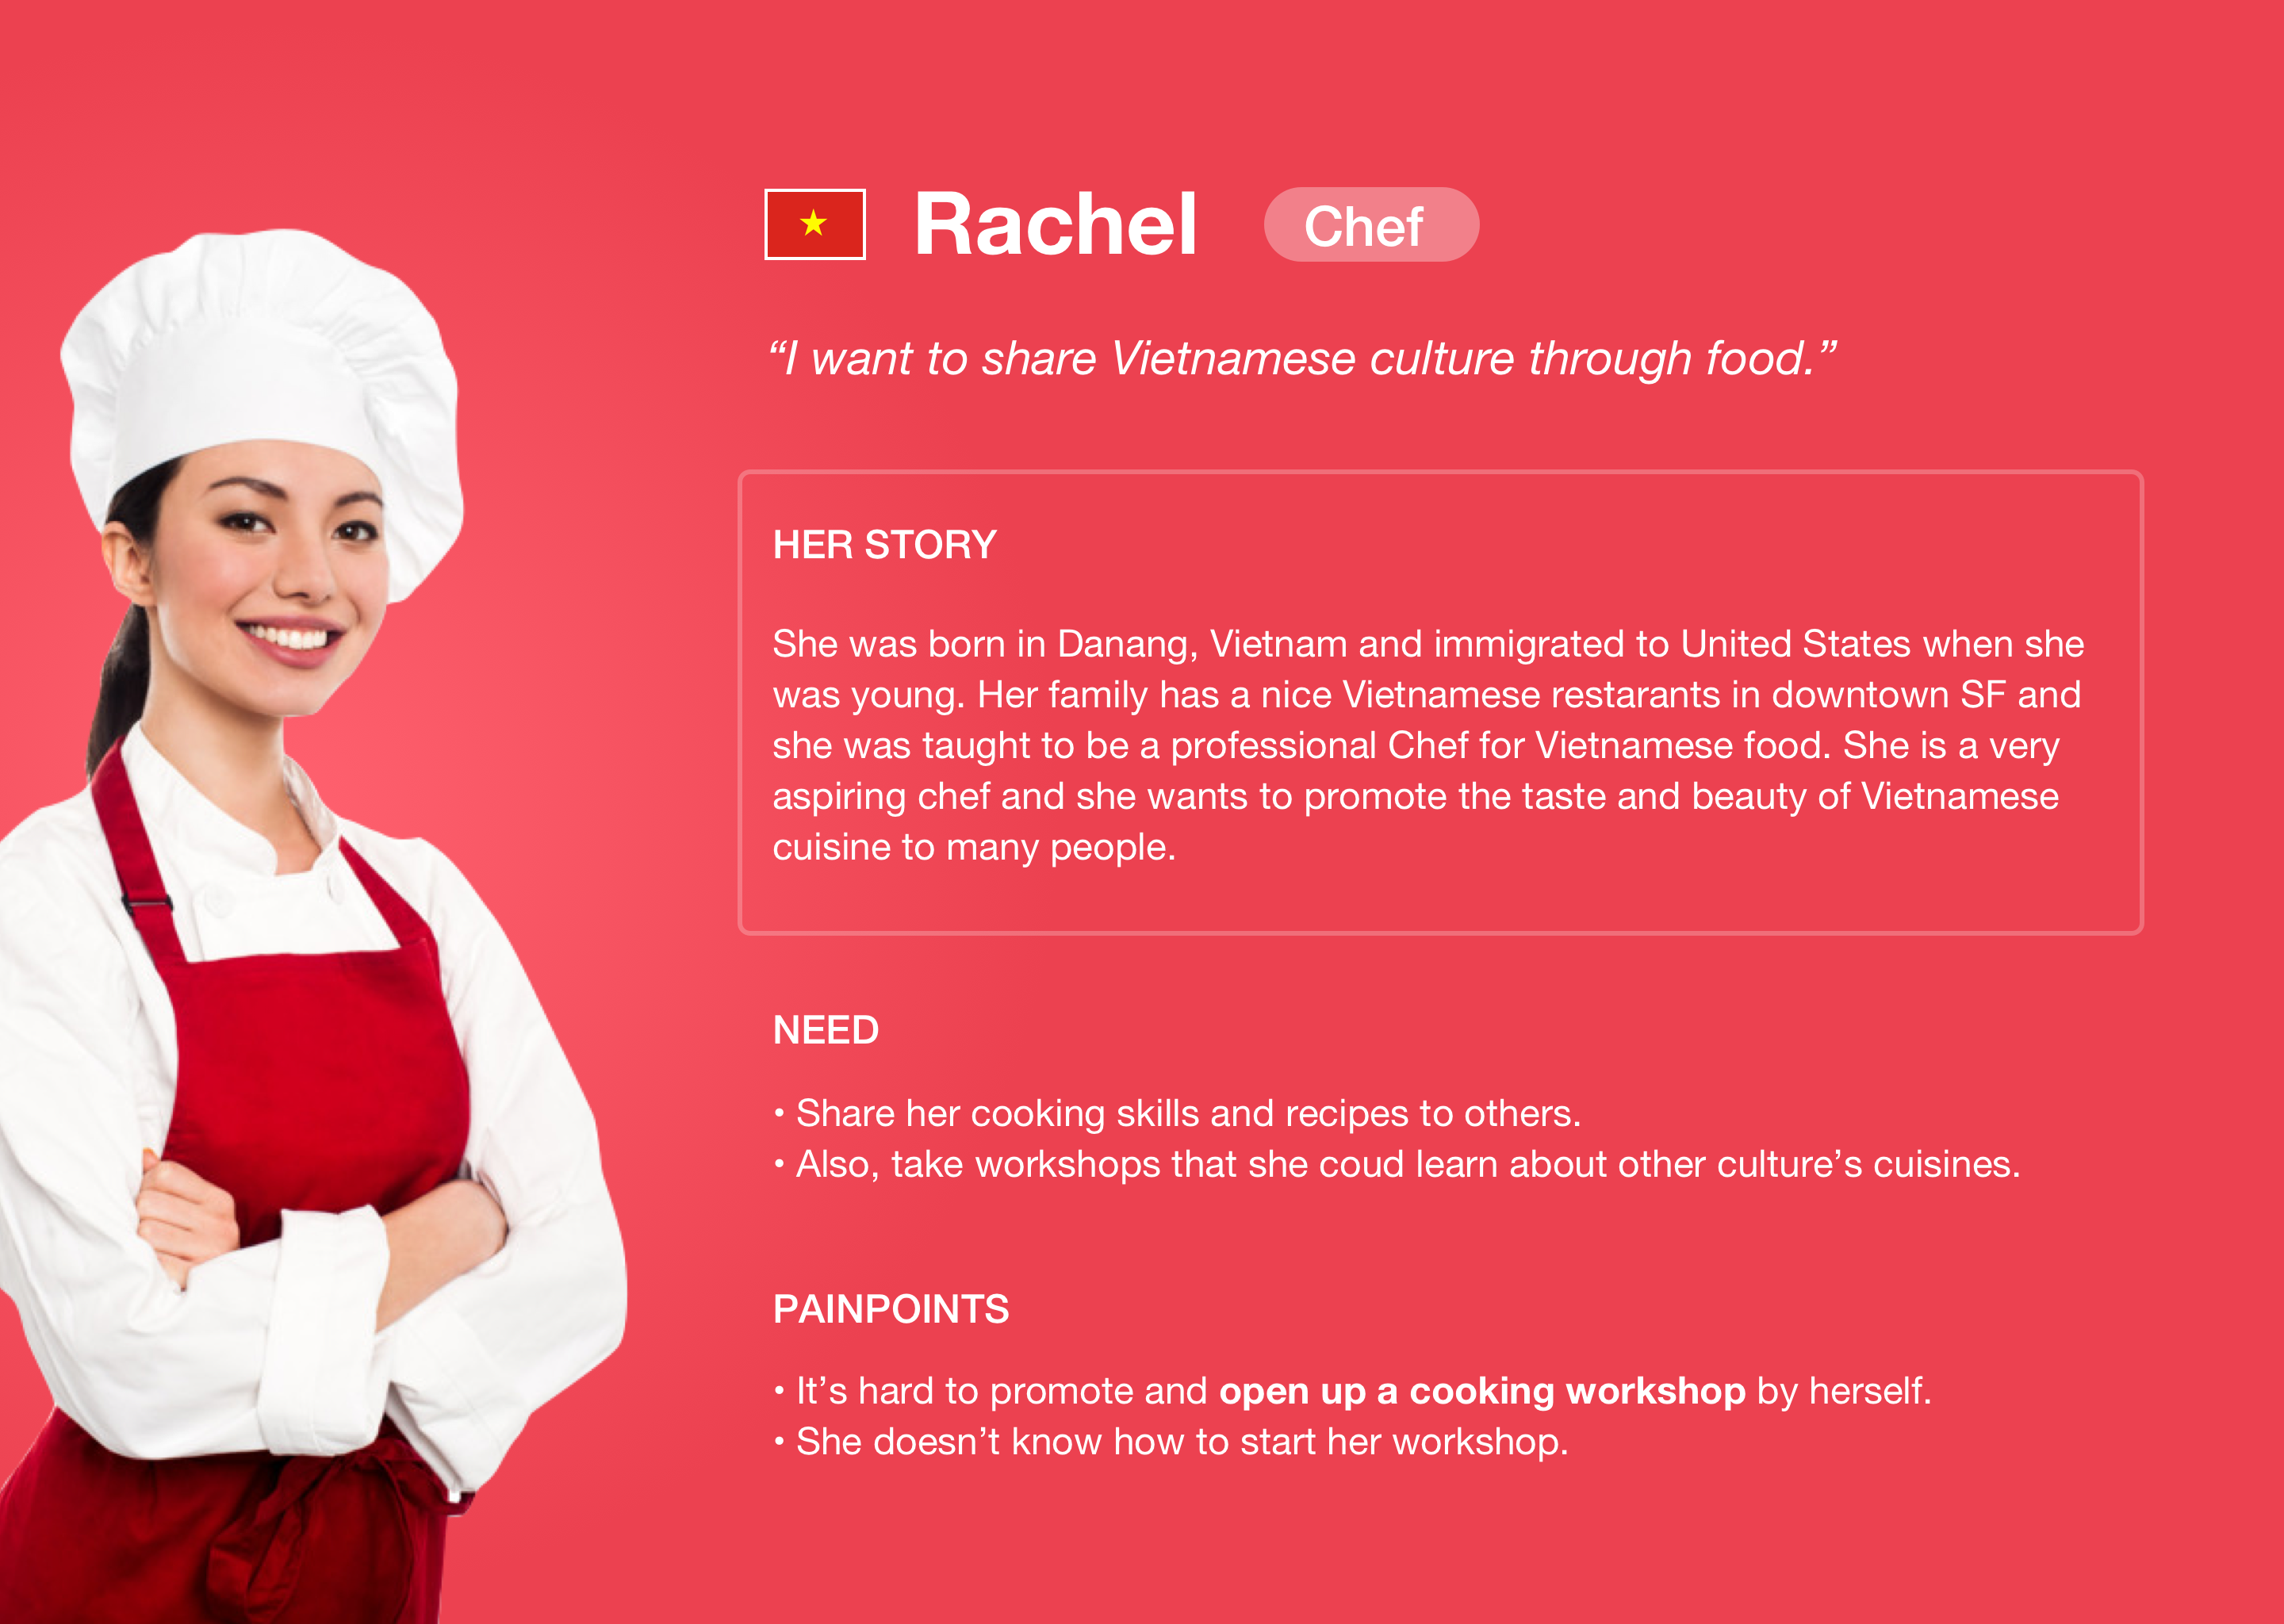 Rachel Chef
“I want to share Vietnamese culture through food.”
HER STORY
She was born in Danang, Vietnam and immigrated to United States when she
was young. Her family has a nice Vietnamese restarants in downtown SF and
she was taught to be a professional Chef for Vietnamese food. She is a very
aspiring chef and she wants to promote the taste and beauty of Vietnamese
cuisine to many people.
NEED
• Share her cooking skills and recipes to others.
• Also, take workshops that she coud learn about other culture’s cuisines.
PAINPOINTS
• It’s hard to promote and open up a cooking workshop by herself.
• She doesn’t know how to start her workshop.